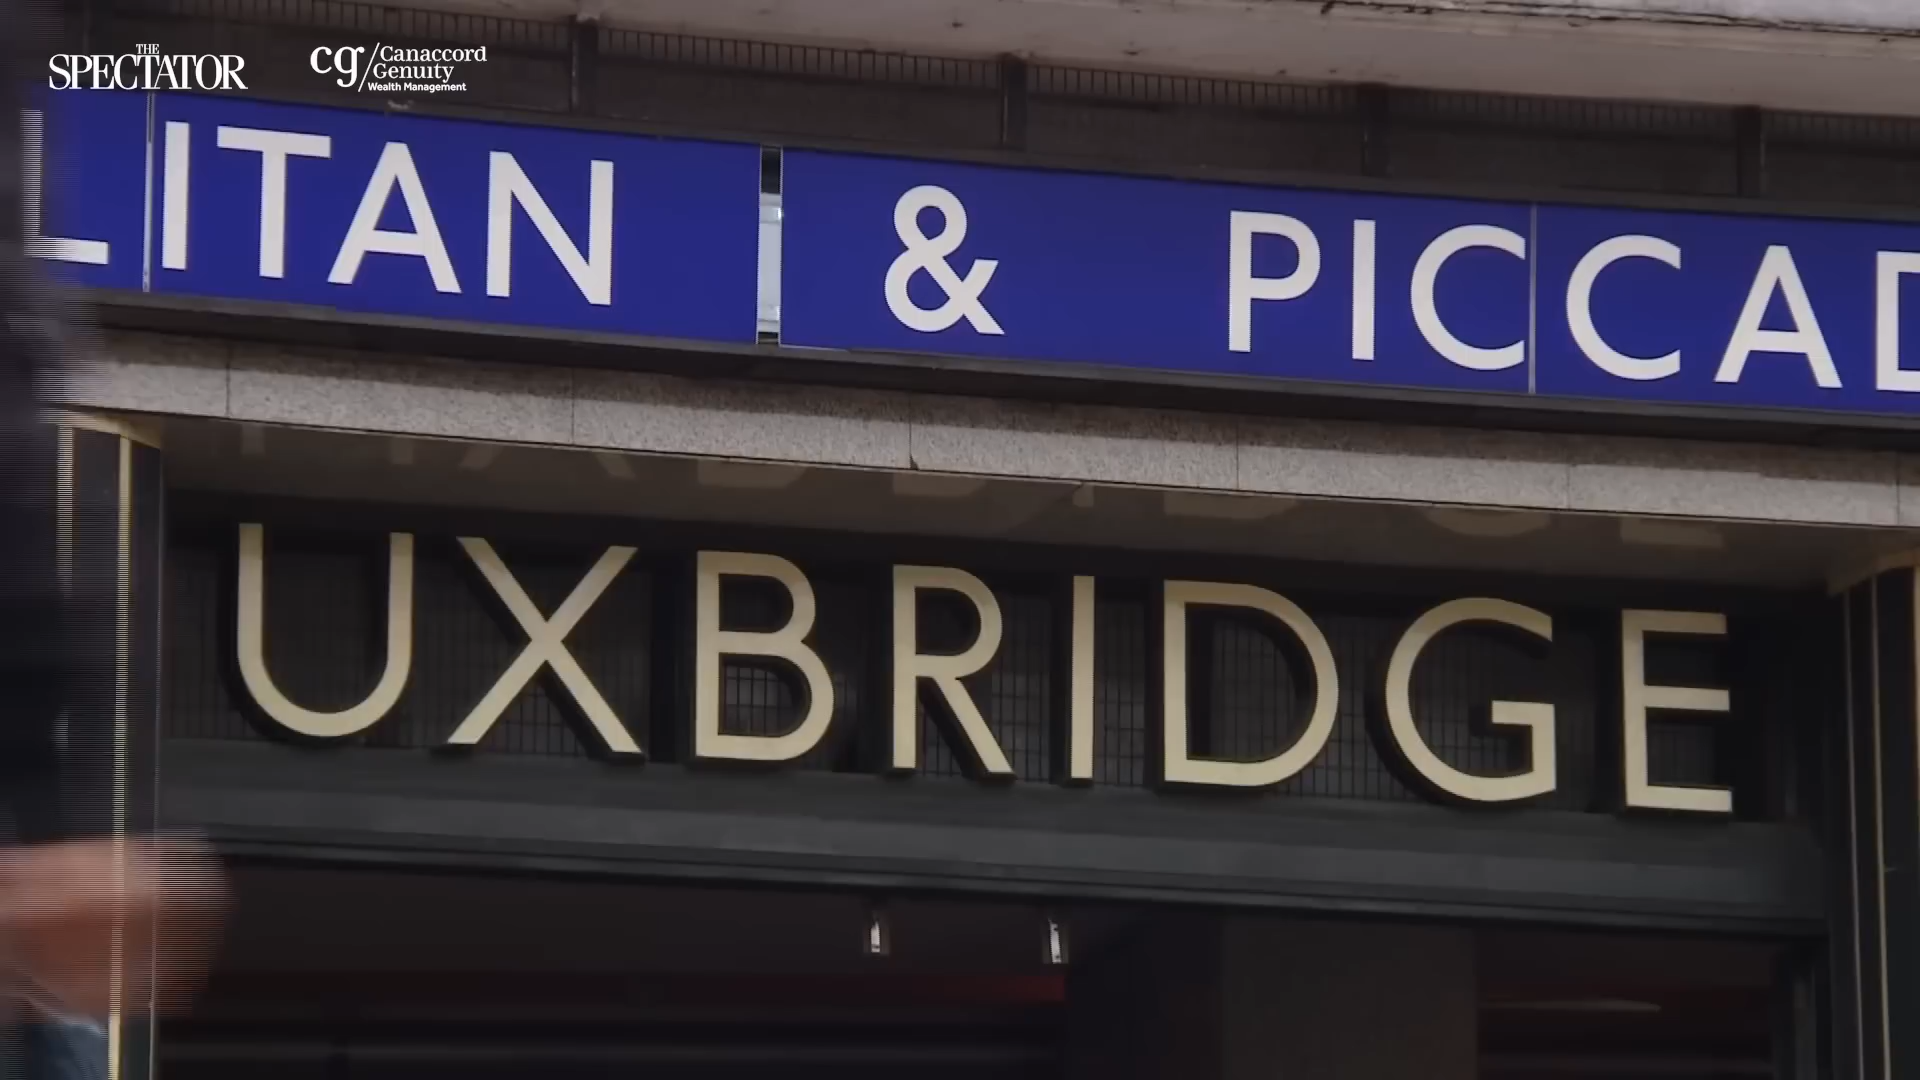 THE
SPECTATOR
cg/Canaccord
Genuity
Wealth Management
LITAN & PICCAD
UXBRIDGE